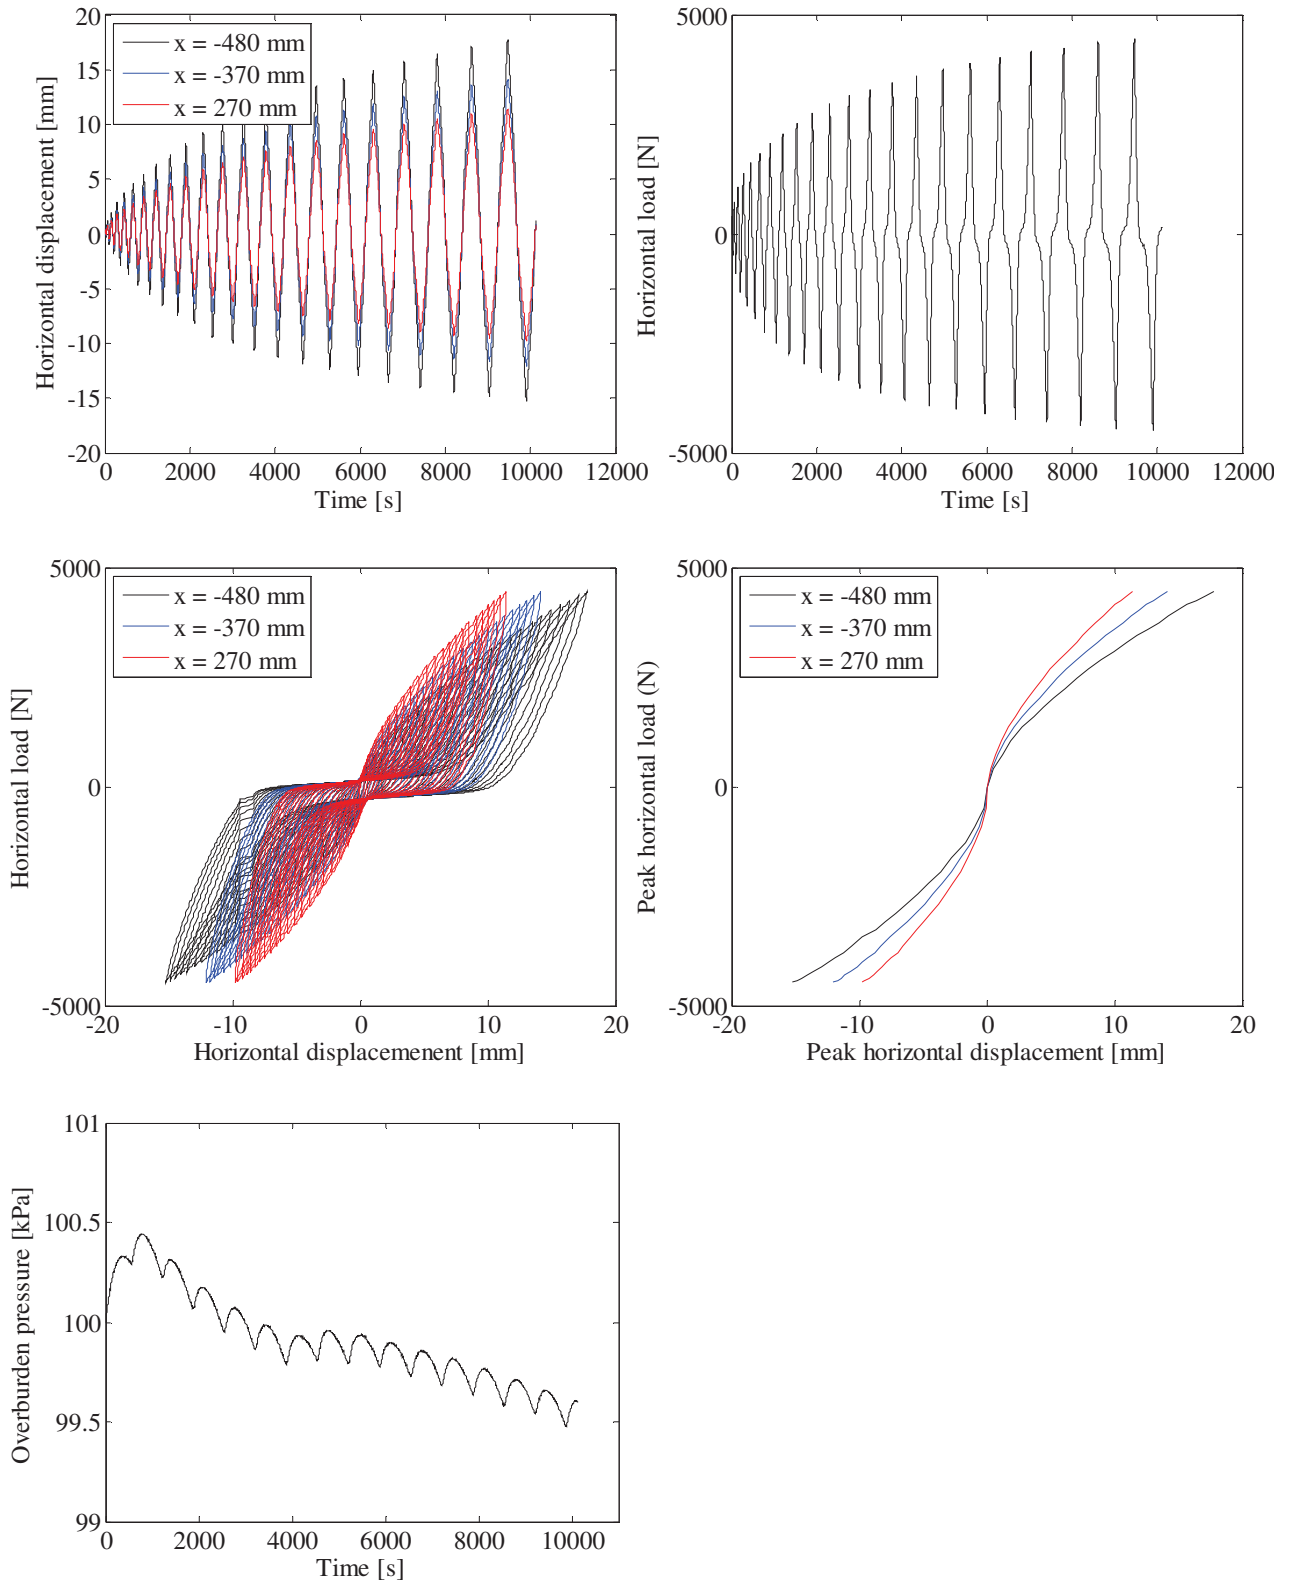 20
15
10
5
0
-5
-10
-15
-20
Horizontal displacement [mm]
x = -480 mm
x = -370 mm
x = 270 mm
0 2000 4000 6000 8000 10000 12000
Time [s]
5000
0
-5000
Horizontal load [N]
0 2000 4000 6000 8000 10000 12000
Time [s]
5000
0
-5000
Horizontal load [N]
x = -480 mm
x = -370 mm
x = 270 mm
-20 -10 0 10 20
Horizontal displacemenent [mm]
5000
0
-5000
Peak horizontal load (N)
x = -480 mm
x = -370 mm
x = 270 mm
-20 -10 0 10 20
Peak horizontal displacement [mm]
101
100.5
100
99.5
99
Overburden pressure [kPa]
0 2000 4000 6000 8000 10000
Time [s]